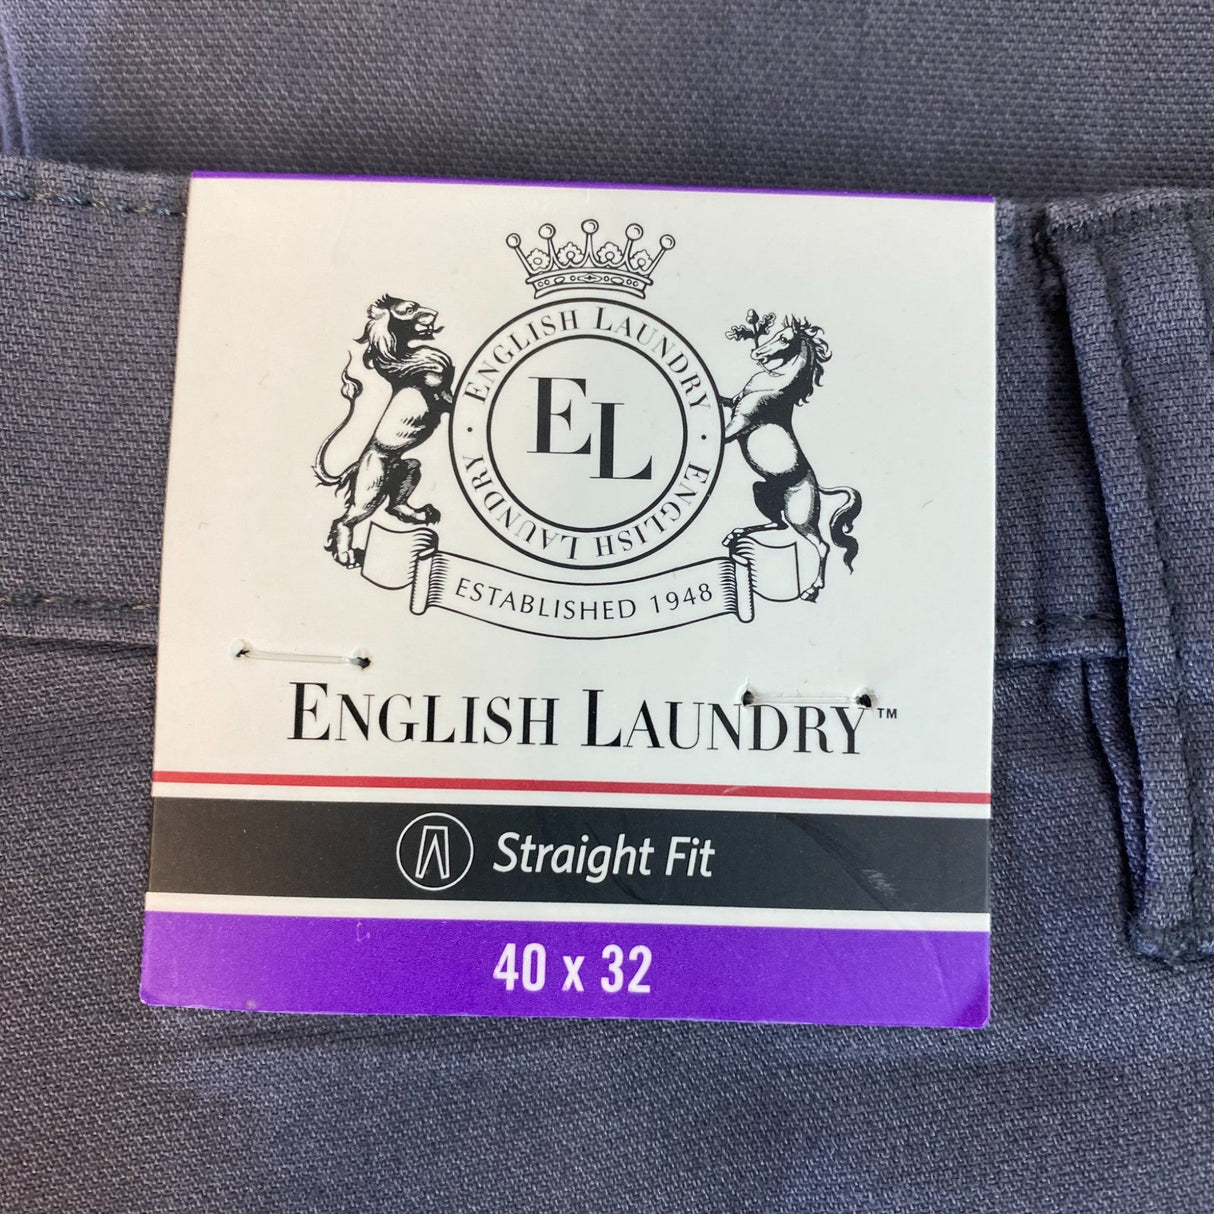 ENGLISH LAUNDRY · ENGLISH LAUNDRY ·
EL
ESTABLISHED 1948
ENGLISH LAUNDRY™
Straight Fit
40 x 32